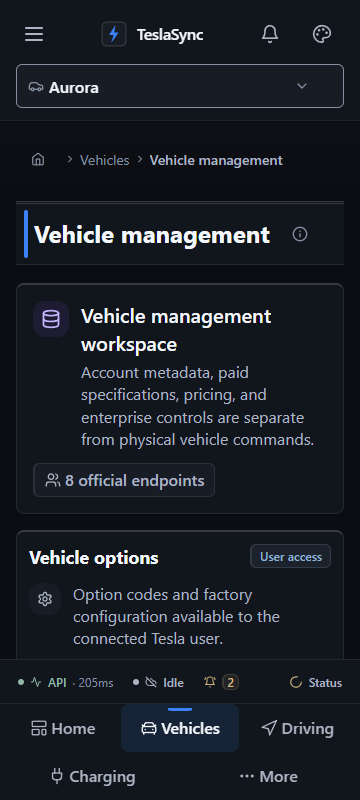 TeslaSync
Aurora
Vehicles
Vehicle management
Vehicle management
Vehicle management
workspace
Account metadata, paid
specifications, pricing, and
enterprise controls are separate
from physical vehicle commands.
8 official endpoints
Vehicle options
User access
Option codes and factory
configuration available to the
connected Tesla user.
API · 205ms
Idle
2
Status
Home
Vehicles
Driving
Charging
More